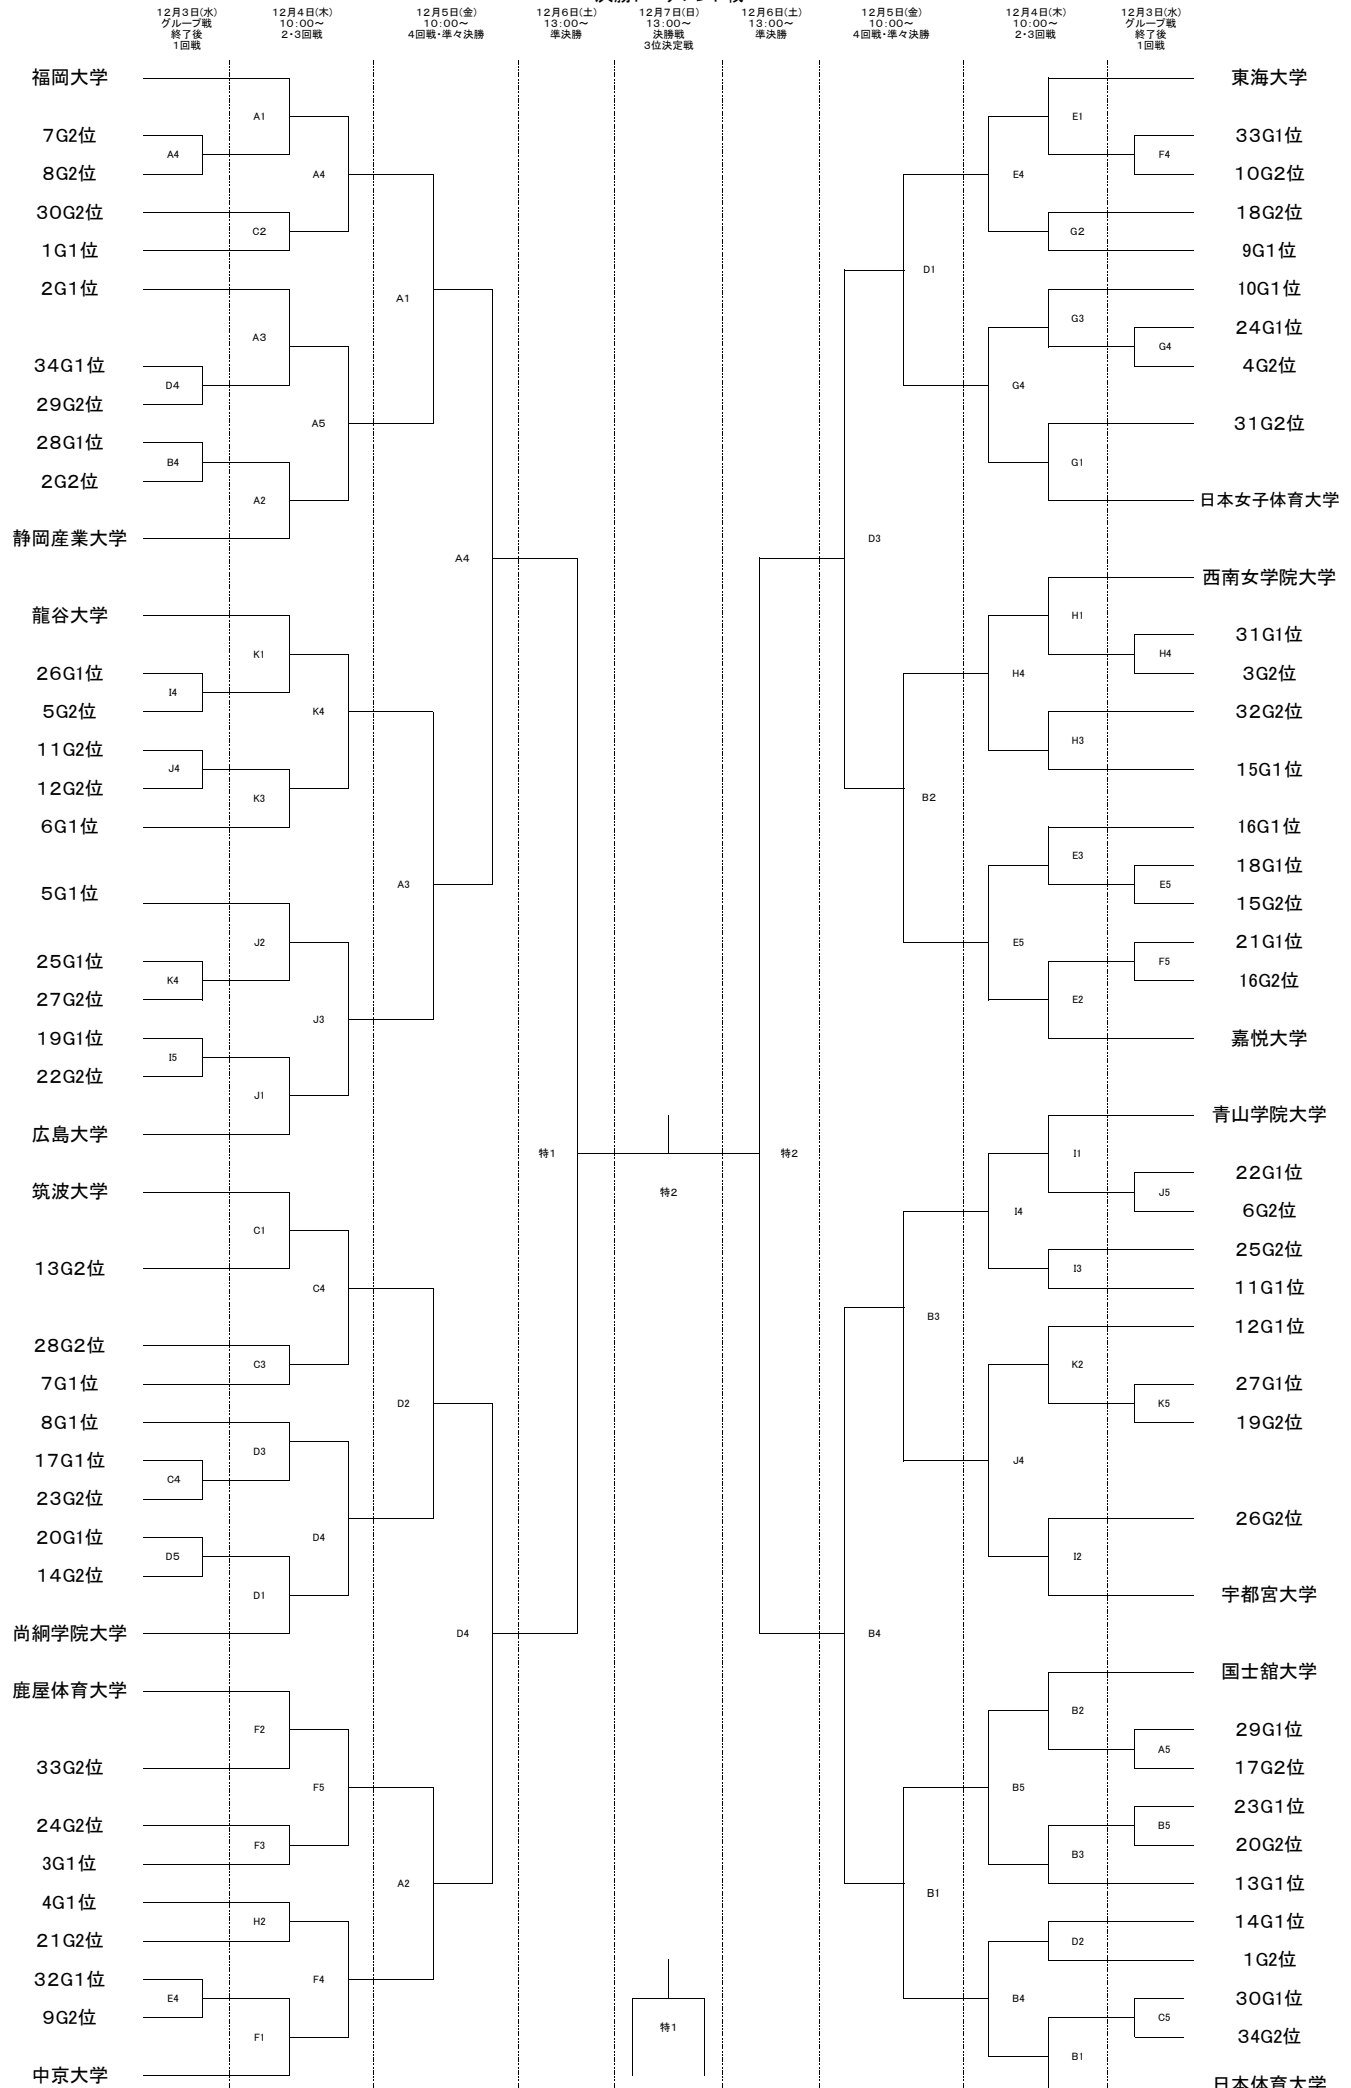 12月3日(水)
グループ戦
終了後
1回戦
12月4日(木)
10:00～
2・3回戦
12月5日(金)
10:00～
4回戦・準々決勝
12月6日(土)
13:00～
準決勝
12月7日(日)
13:00～
決勝戦
3位決定戦
12月6日(土)
13:00～
準決勝
12月5日(金)
10:00～
4回戦・準々決勝
12月4日(木)
10:00～
2・3回戦
12月3日(水)
グループ戦
終了後
1回戦
福岡大学
A1
7G2位
A4
8G2位
A4
30G2位
C2
1G1位
2G1位
A1
A3
34G1位
D4
29G2位
A5
28G1位
B4
2G2位
A2
静岡産業大学
A4
龍谷大学
K1
26G1位
I4
5G2位
K4
11G2位
J4
12G2位
K3
6G1位
A3
5G1位
J2
25G1位
K4
27G2位
J3
19G1位
I5
22G2位
J1
広島大学
特1
筑波大学
C1
13G2位
C4
28G2位
C3
7G1位
D2
8G1位
D3
17G1位
C4
23G2位
D4
20G1位
D5
14G2位
D1
尚絅学院大学
D4
鹿屋体育大学
F2
33G2位
F5
24G2位
F3
3G1位
A2
4G1位
H2
21G2位
F4
32G1位
E4
9G2位
F1
中京大学
特2
特1
東海大学
E1
33G1位
F4
10G2位
E4
18G2位
G2
9G1位
D1
10G1位
G3
24G1位
G4
4G2位
G4
31G2位
G1
日本女子体育大学
D3
西南女学院大学
H1
31G1位
H4
3G2位
H4
32G2位
H3
15G1位
B2
16G1位
E3
18G1位
E5
15G2位
E5
21G1位
F5
16G2位
E2
嘉悦大学
特2
青山学院大学
I1
22G1位
J5
6G2位
I4
25G2位
I3
11G1位
B3
12G1位
K2
27G1位
K5
19G2位
J4
26G2位
I2
宇都宮大学
B4
国士舘大学
B2
29G1位
A5
17G2位
B5
23G1位
B5
20G2位
B3
13G1位
B1
14G1位
D2
1G2位
B4
30G1位
C5
34G2位
B1
日本体育大学